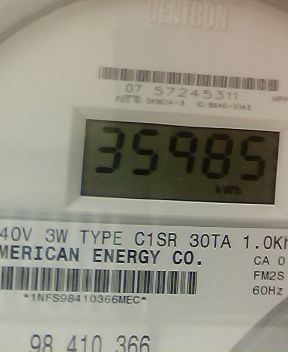 CENTRON
07 57245311
35985
kWh
40V 3W TYPE C1SR 30TA 1.0Kh
MERICAN ENERGY CO.
CA 0
FM2S
60Hz
*1NFS98410366MEC*
98 410 366